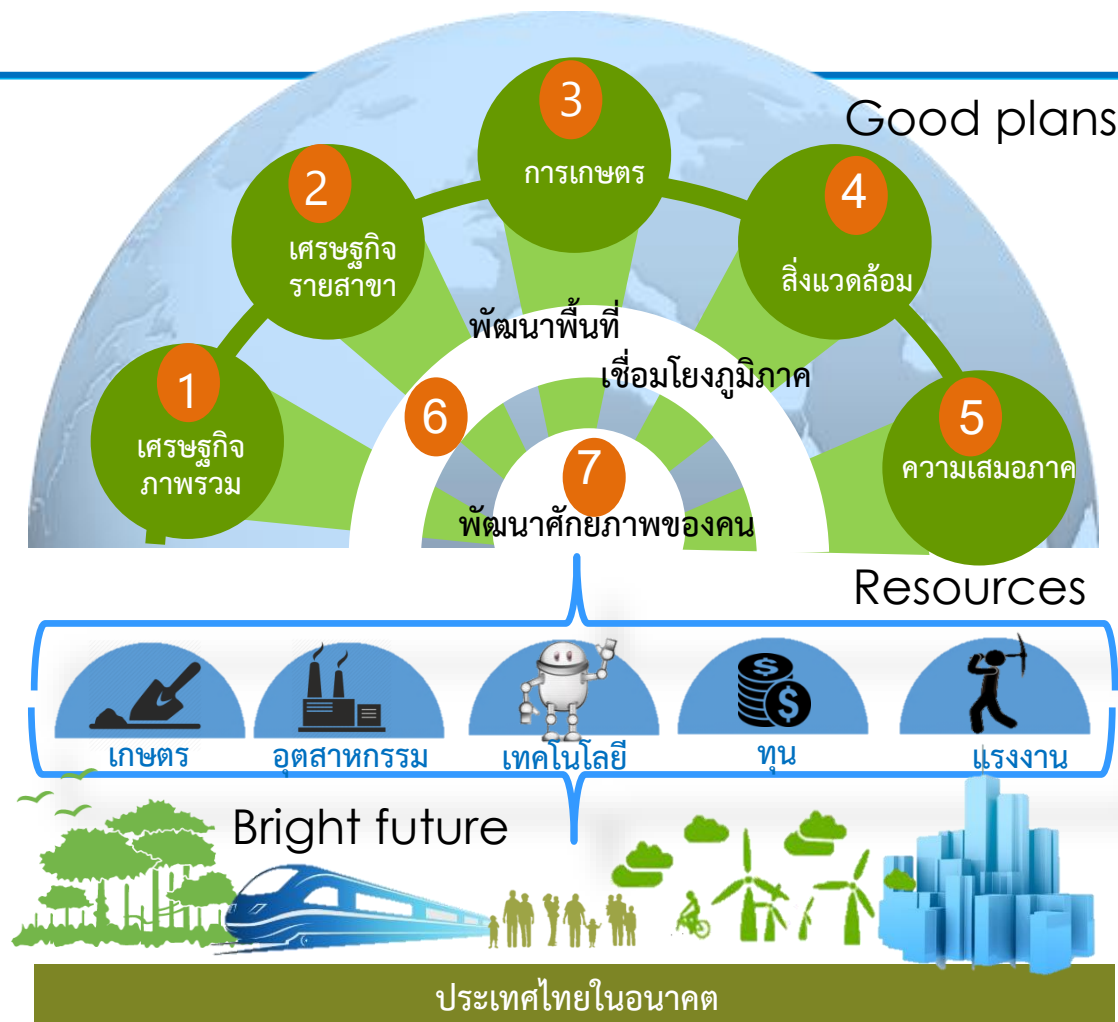 Good plans
1
เศรษฐกิจ
ภาพรวม
2
เศรษฐกิจ
รายสาขา
3
การเกษตร
4
สิ่งแวดล้อม
5
ความเสมอภาค
6
พัฒนาพื้นที่
เชื่อมโยงภูมิภาค
7
พัฒนาศักยภาพของคน
Resources
เกษตร
อุตสาหกรรม
เทคโนโลยี
ทุน
แรงงาน
Bright future
ประเทศไทยในอนาคต